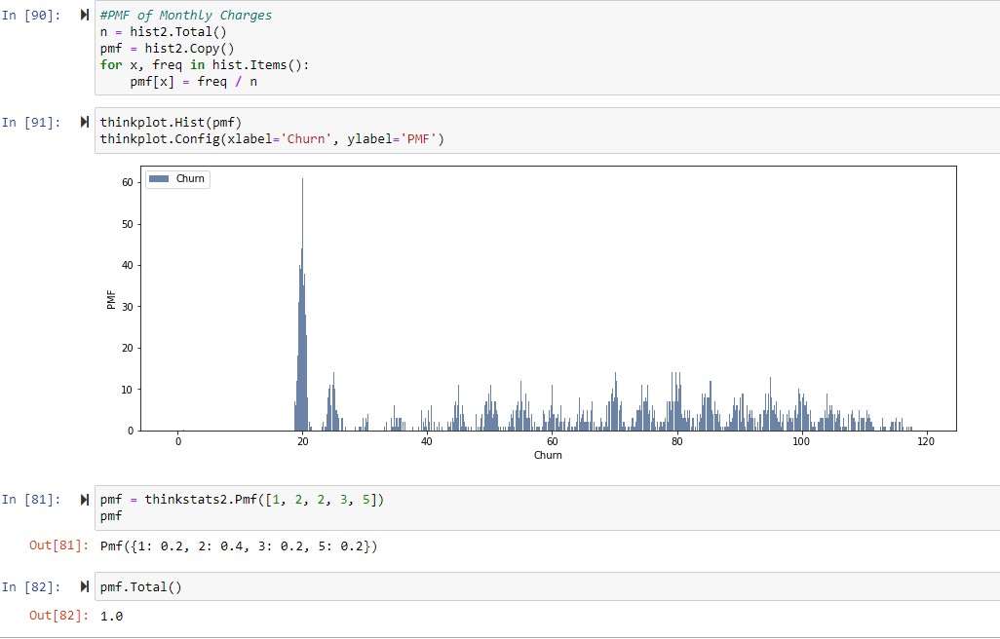 In [90]:
#PMF of Monthly Charges
n = hist2.Total()
pmf = hist2.Copy()
for x, freq in hist.Items():
    pmf[x] = freq / n
In [91]:
thinkplot.Hist(pmf)
thinkplot.Config(xlabel='Churn', ylabel='PMF')
Churn
60
50
40
30
20
10
0
PMF
0 20 40 60 80 100 120
Churn
In [81]:
pmf = thinkstats2.Pmf([1, 2, 2, 3, 5])
pmf
Out[81]: Pmf({1: 0.2, 2: 0.4, 3: 0.2, 5: 0.2})
In [82]:
pmf.Total()
Out[82]: 1.0